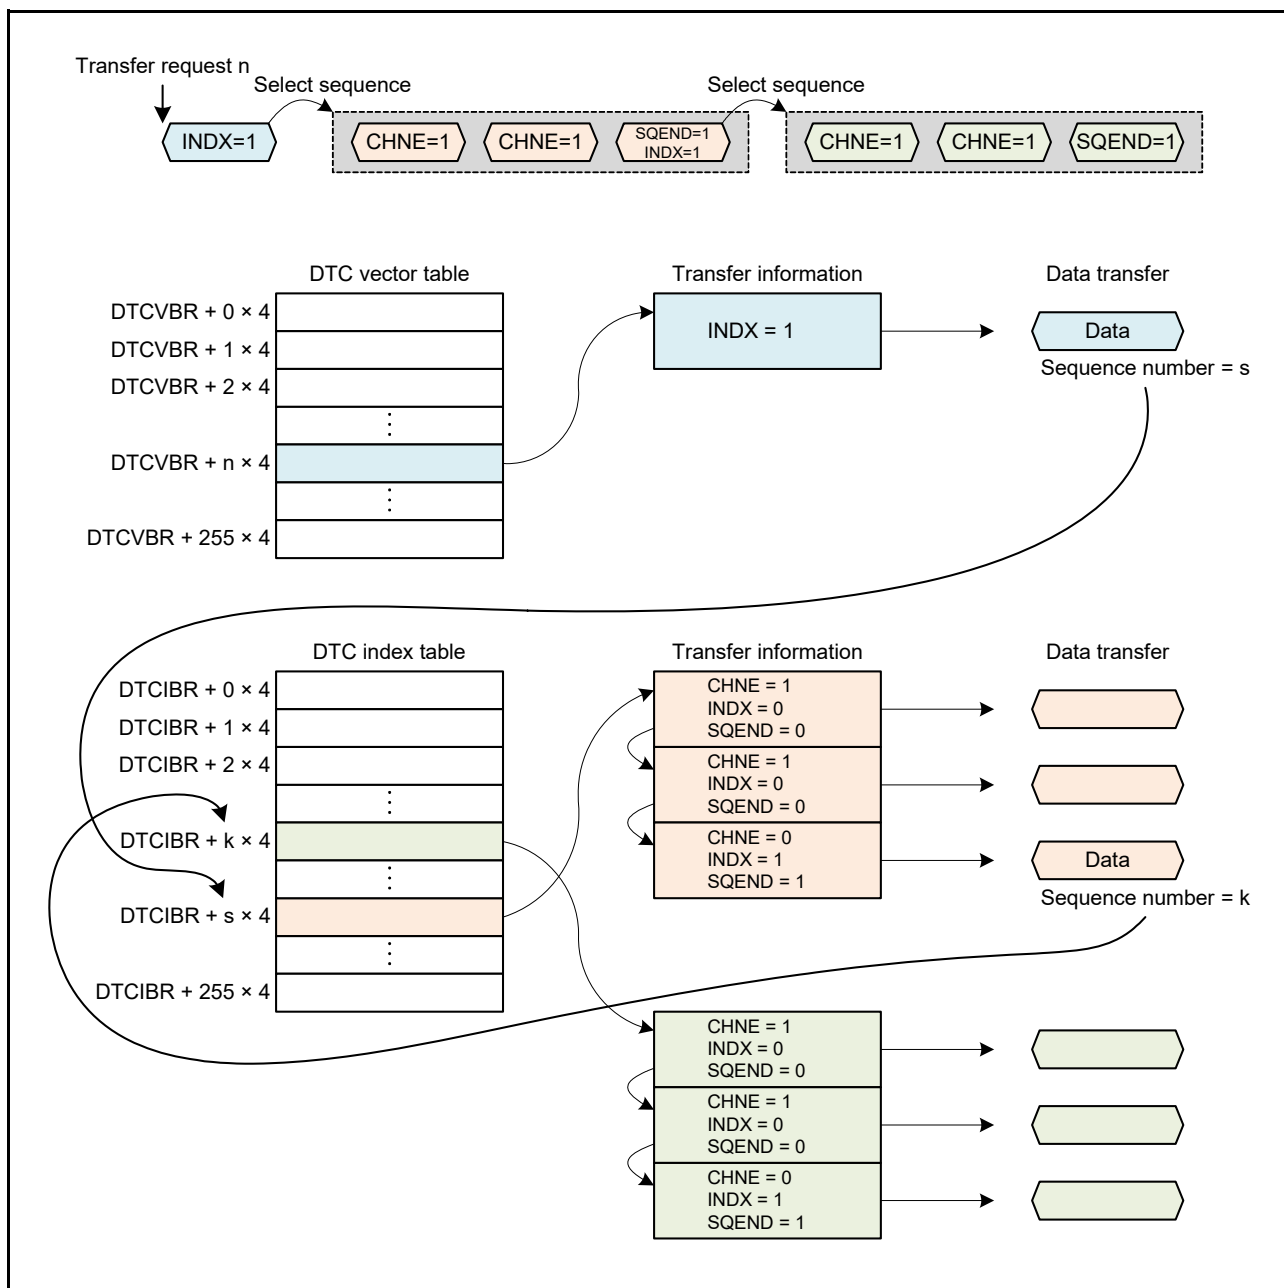 Transfer request n
Select sequence
Select sequence
INDX=1
CHNE=1
CHNE=1
SQEND=1
INDX=1
CHNE=1
CHNE=1
SQEND=1
DTC vector table
Transfer information
Data transfer
DTCVBR + 0 × 4
DTCVBR + 1 × 4
DTCVBR + 2 × 4
DTCVBR + n × 4
DTCVBR + 255 × 4
INDX = 1
Data
Sequence number = s
DTC index table
Transfer information
Data transfer
DTCIBR + 0 × 4
DTCIBR + 1 × 4
DTCIBR + 2 × 4
DTCIBR + k × 4
DTCIBR + s × 4
DTCIBR + 255 × 4
CHNE = 1
INDX = 0
SQEND = 0
CHNE = 1
INDX = 0
SQEND = 0
CHNE = 0
INDX = 1
SQEND = 1
Data
Sequence number = k
CHNE = 1
INDX = 0
SQEND = 0
CHNE = 1
INDX = 0
SQEND = 0
CHNE = 0
INDX = 1
SQEND = 1